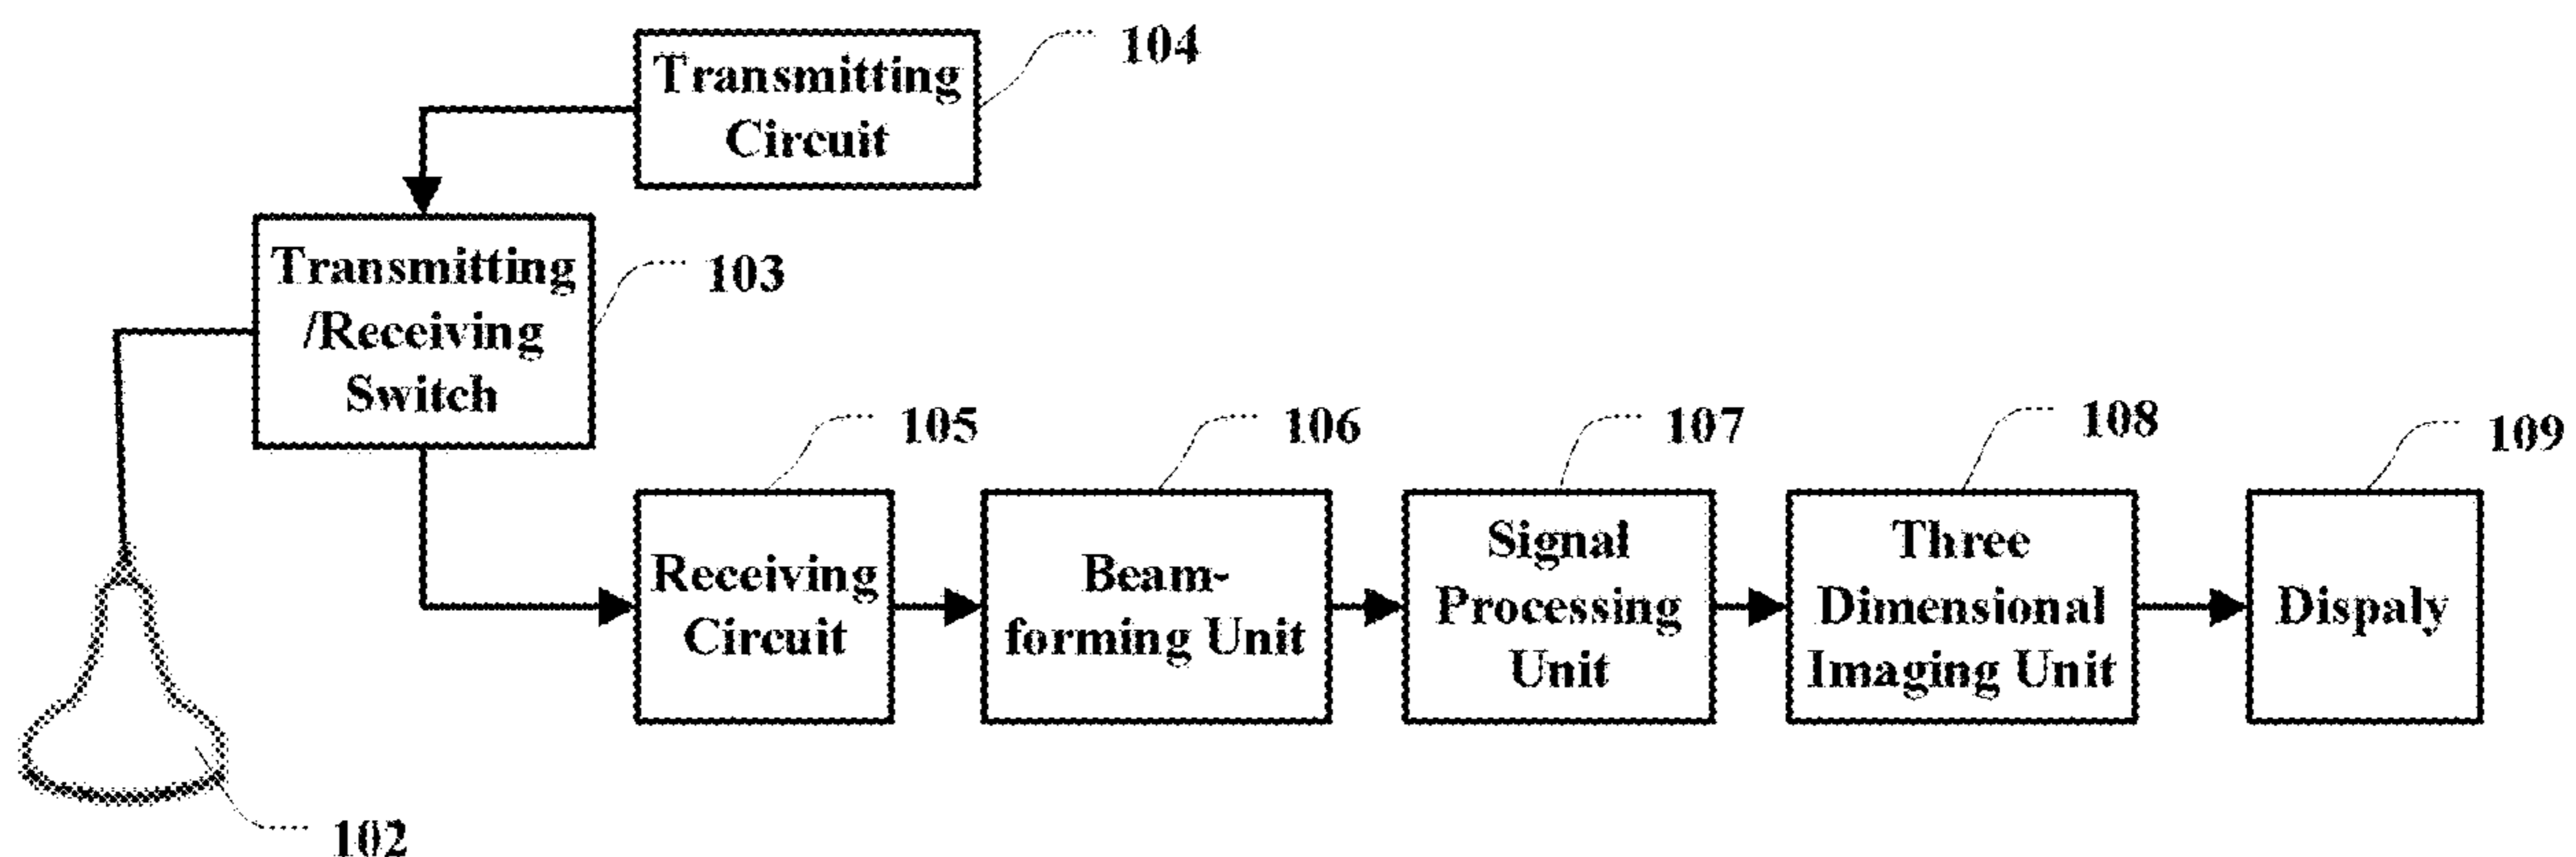 Transmitting
Circuit
104
Transmitting
/Receiving
Switch
103
Receiving
Circuit
105
Beam-
forming Unit
106
Signal
Processing
Unit
107
Three
Dimensional
Imaging Unit
108
Dispaly
109
102